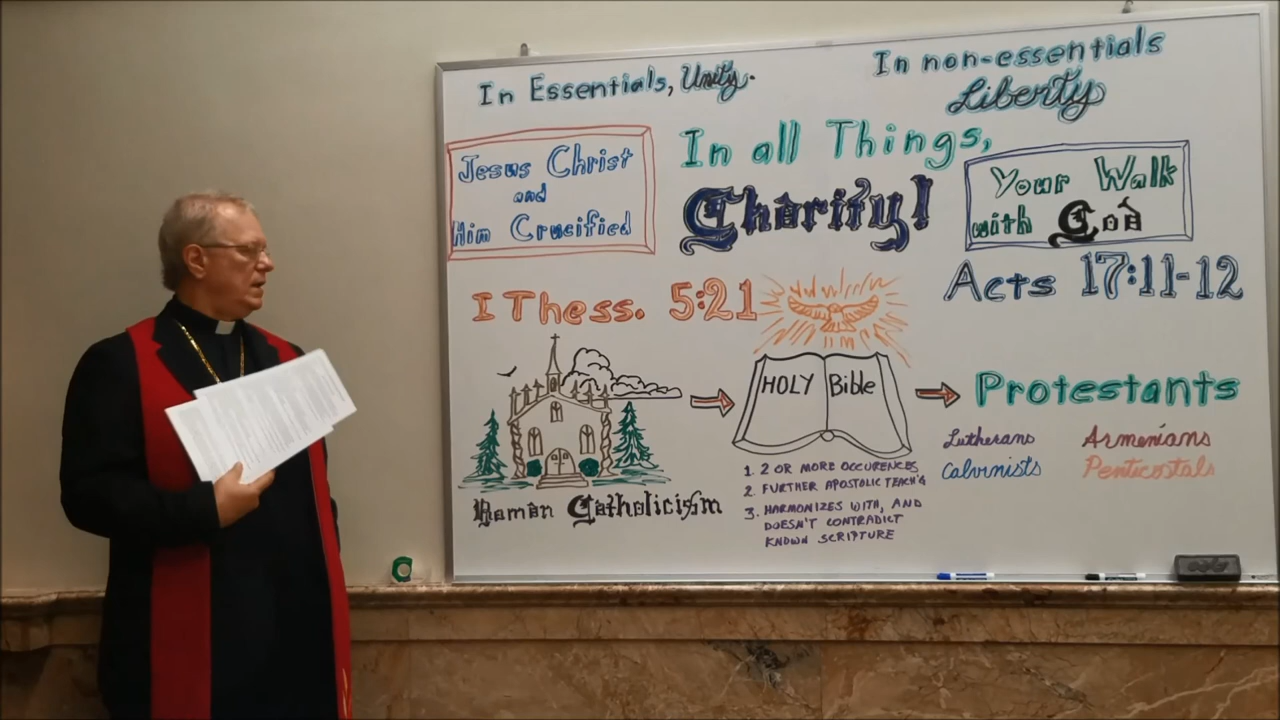 In Essentials, Unity.
In non-essentials
Liberty
In all Things,
Charity!
Jesus Christ
and
Him Crucified
Your Walk
with God
I Thess. 5:21
Acts 17:11-12
HOLY Bible
Protestants
Lutherans
Armenians
Calvinists
Penticostals
Roman Catholicism
1. 2 OR MORE OCCURENCES
2. FURTHER APOSTOLIC TEACH'G
3. HARMONIZES WITH, AND
DOESN'T CONTRADICT
KNOWN SCRIPTURE